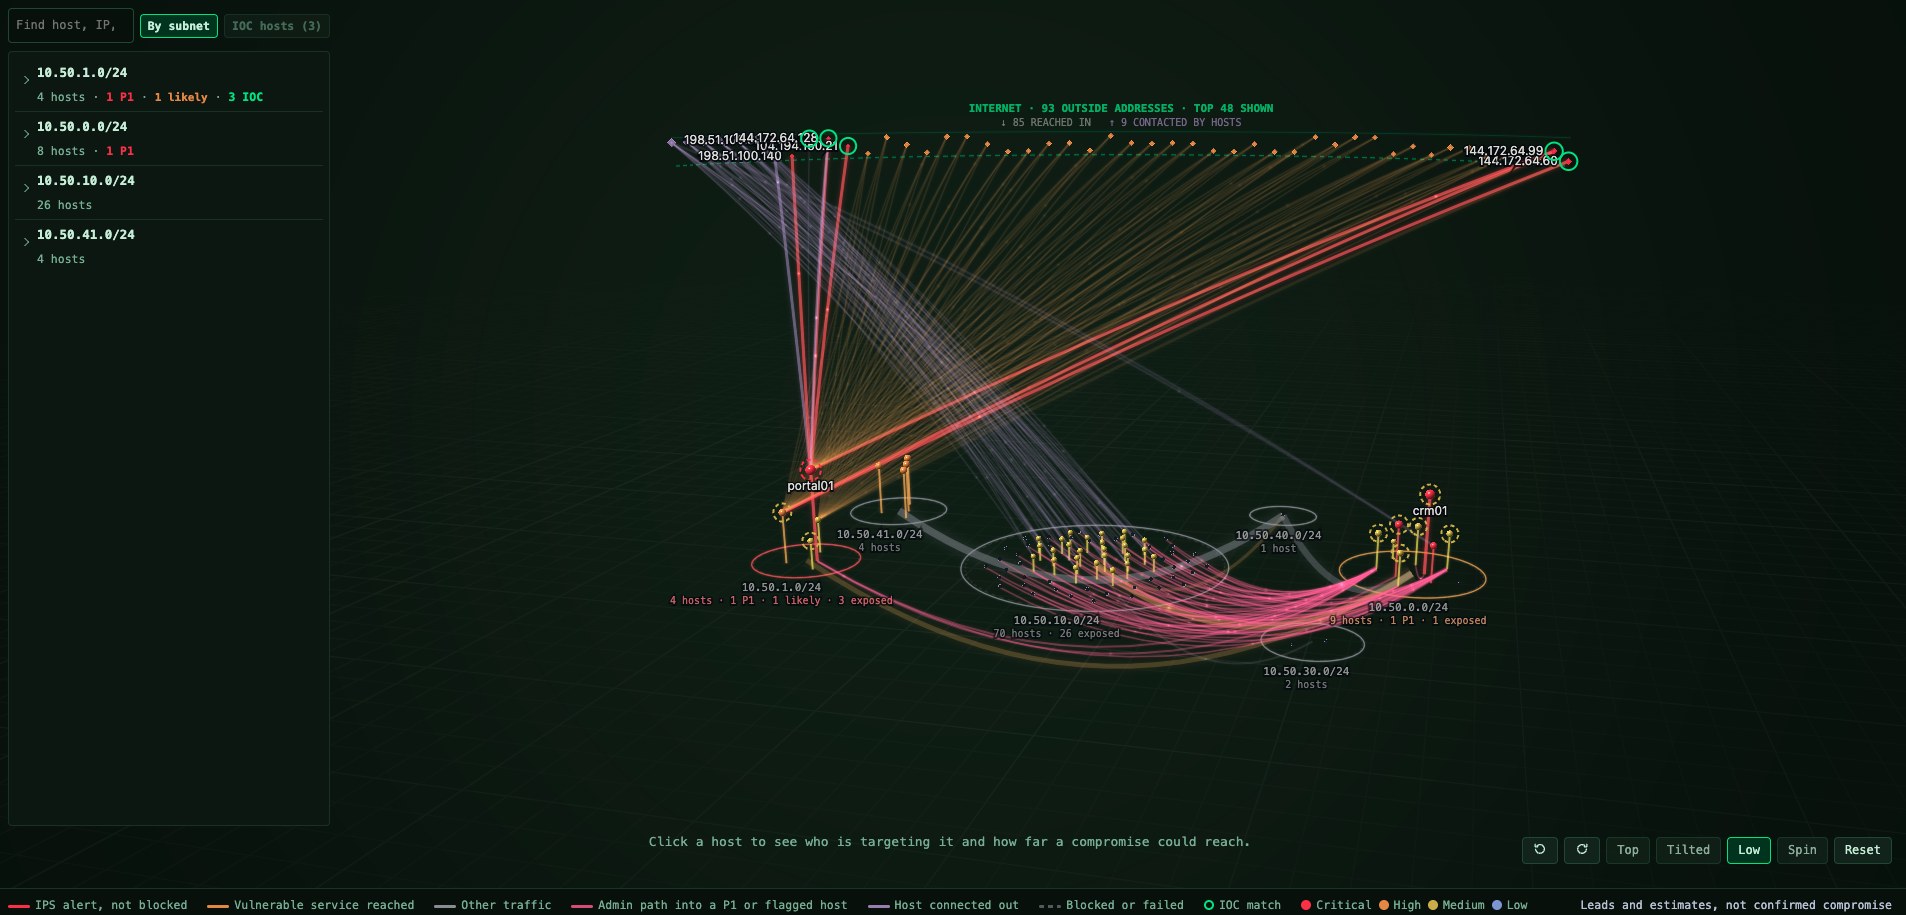 Find host, IP,
By subnet
IOC hosts (3)
10.50.1.0/24
4 hosts · 1 P1 · 1 likely · 3 IOC
10.50.0.0/24
8 hosts · 1 P1
10.50.10.0/24
26 hosts
10.50.41.0/24
4 hosts
INTERNET · 93 OUTSIDE ADDRESSES · TOP 48 SHOWN
↓ 85 REACHED IN ↑ 9 CONTACTED BY HOSTS
144.172.64.128
198.51.100.140
144.172.64.99
144.172.64.60
portal01
crm01
10.50.41.0/24
4 hosts
10.50.40.0/24
1 host
10.50.1.0/24
4 hosts · 1 P1 · 1 likely · 3 exposed
10.50.10.0/24
70 hosts · 26 exposed
10.50.0.0/24
9 hosts · 1 P1 · 1 exposed
10.50.30.0/24
2 hosts
Click a host to see who is targeting it and how far a compromise could reach.
Top
Tilted
Low
Spin
Reset
IPS alert, not blocked
Vulnerable service reached
Other traffic
Admin path into a P1 or flagged host
Host connected out
Blocked or failed
IOC match
Critical
High
Medium
Low
Leads and estimates, not confirmed compromise